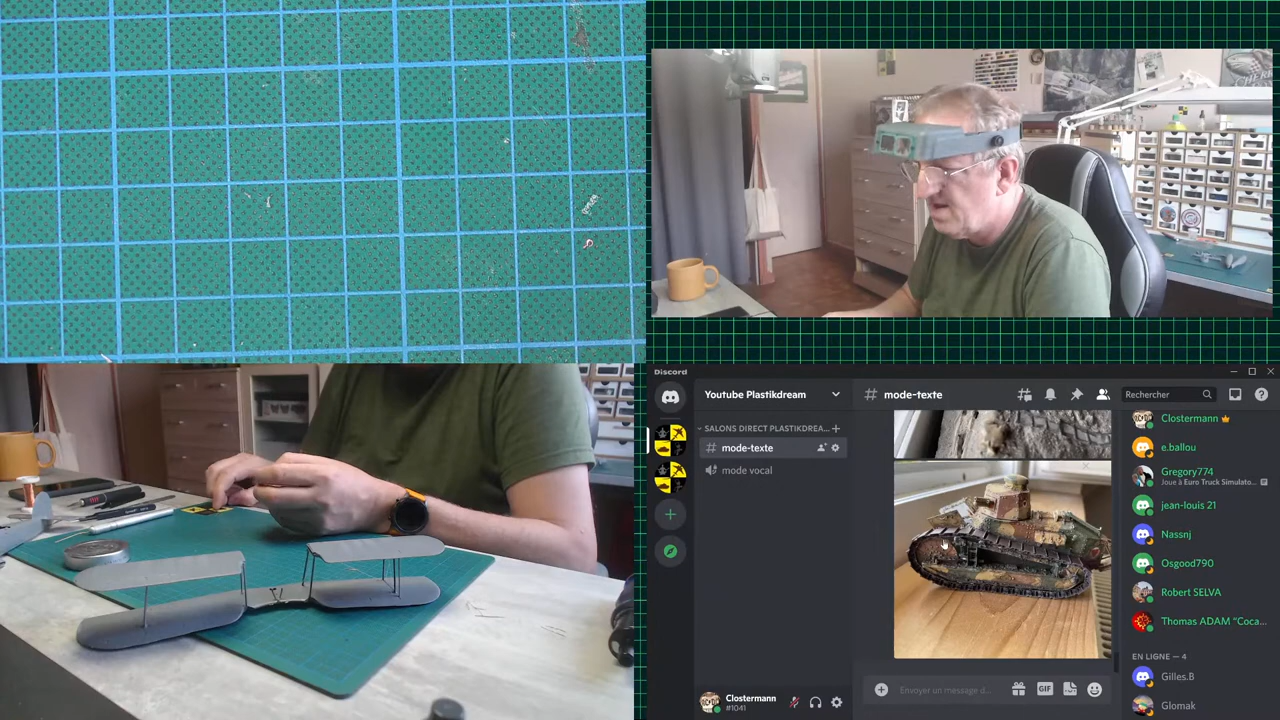 Discord
Youtube Plastikdream
mode-texte
Rechercher
SALONS DIRECT PLASTIKDREA...
mode-texte
mode vocal
Clostermann
e.ballou
Gregory774
Joue à Euro Truck Simulato...
jean-louis 21
Nassnj
Osgood790
Robert SELVA
Thomas ADAM "Coca...
EN LIGNE — 4
Gilles.B
Glomak
Clostermann
#1041
Envoyer un message d...
GIF